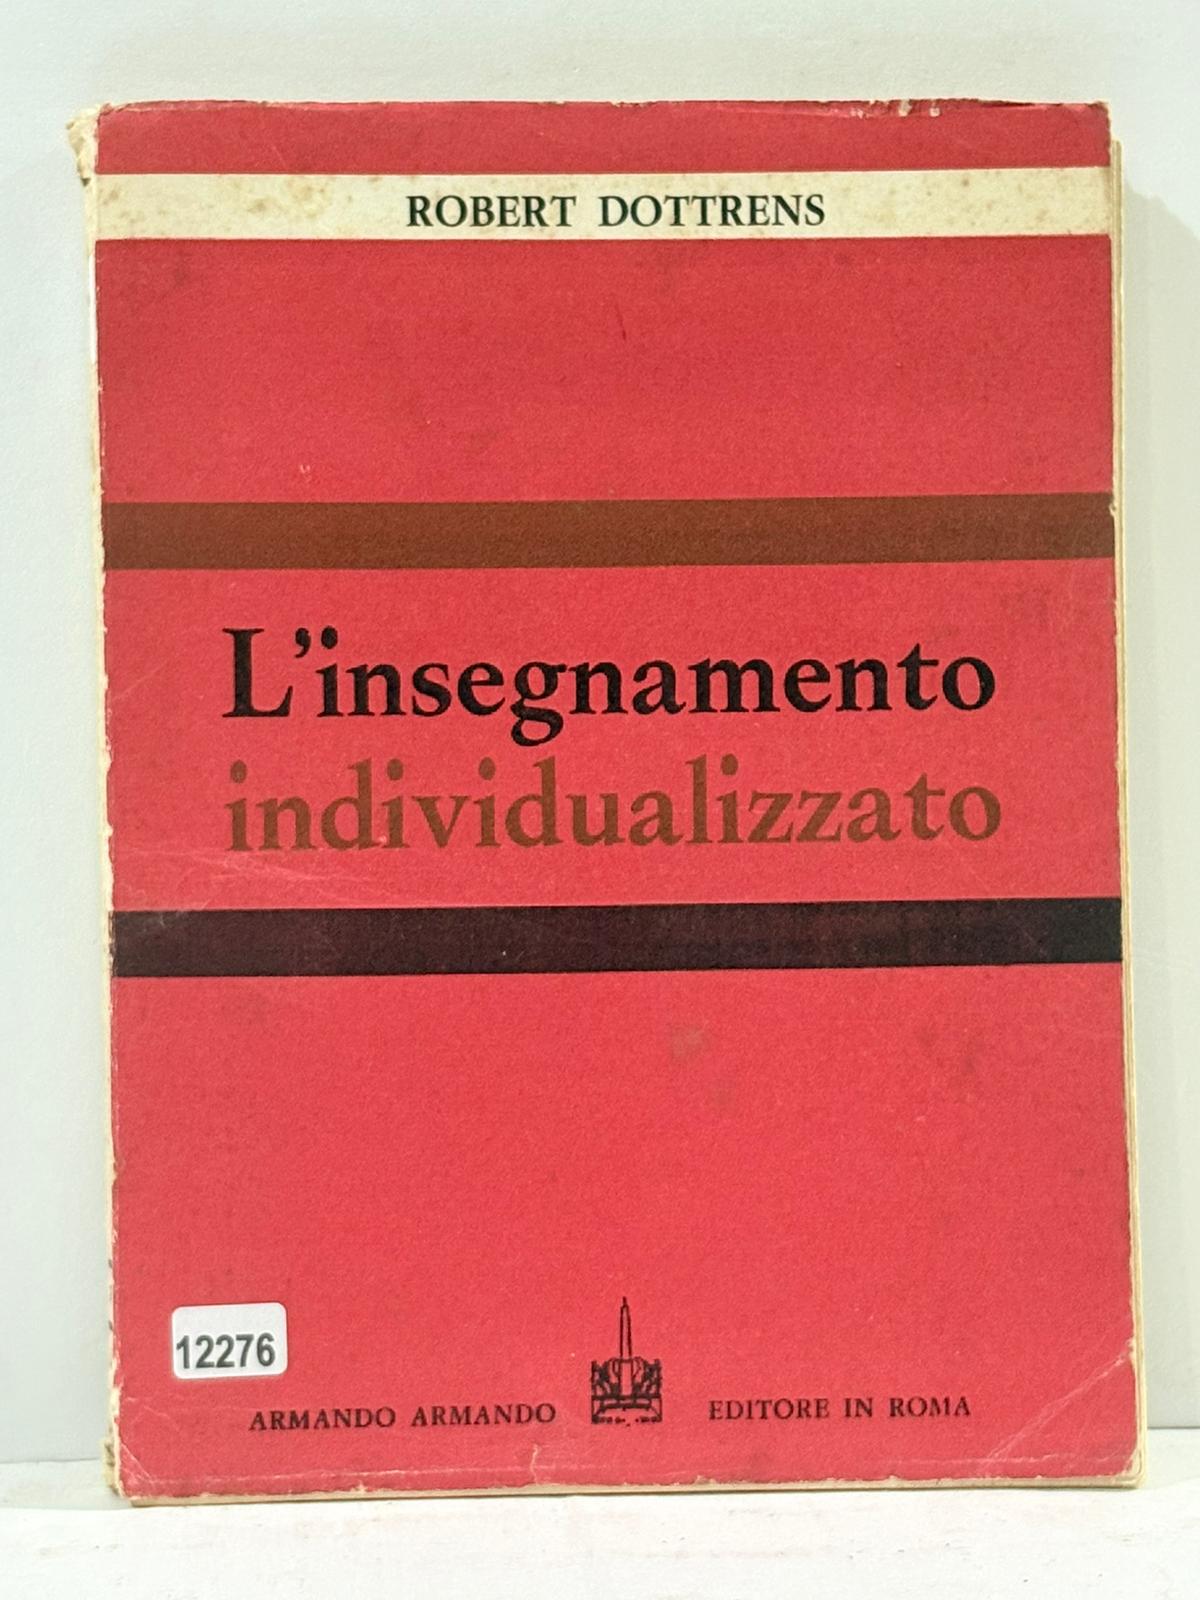 ROBERT DOTTRENS
L'insegnamento
individualizzato
12276
ARMANDO ARMANDO EDITORE IN ROMA